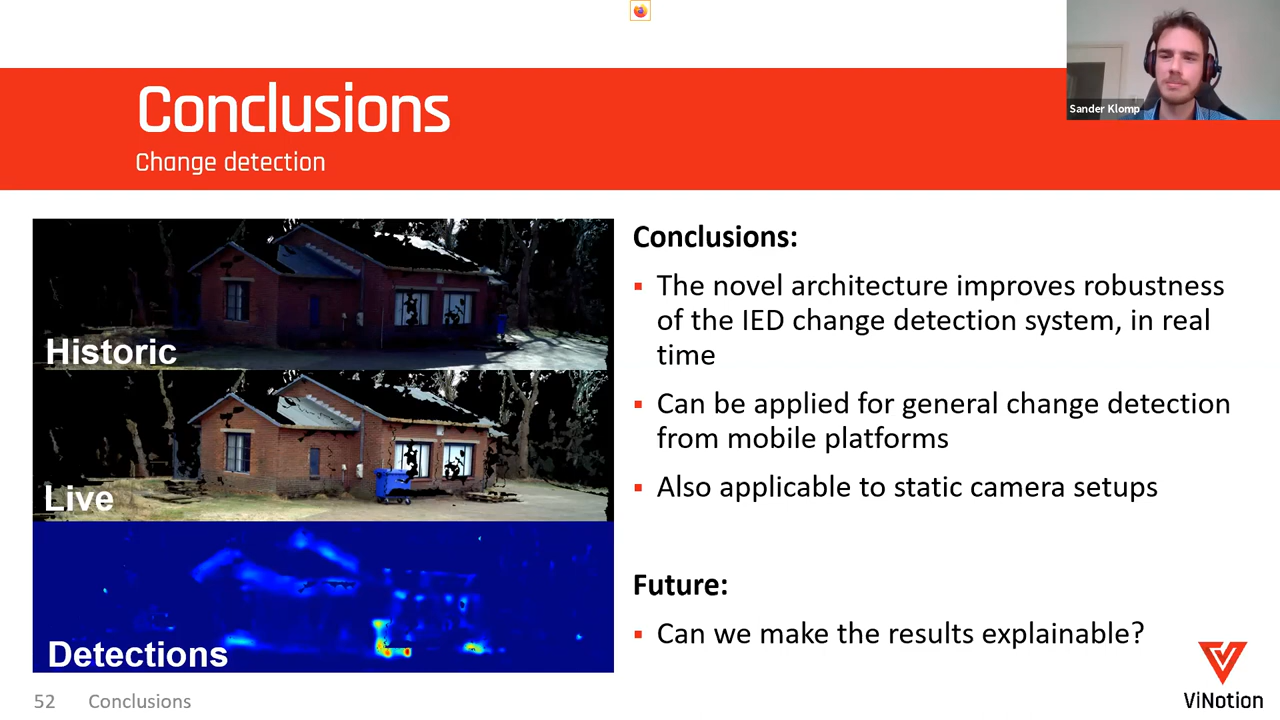 Conclusions
Change detection
Sander Klomp
Historic
Live
Detections
Conclusions:
▪ The novel architecture improves robustness
of the IED change detection system, in real
time
▪ Can be applied for general change detection
from mobile platforms
▪ Also applicable to static camera setups
Future:
▪ Can we make the results explainable?
52 Conclusions
ViNotion